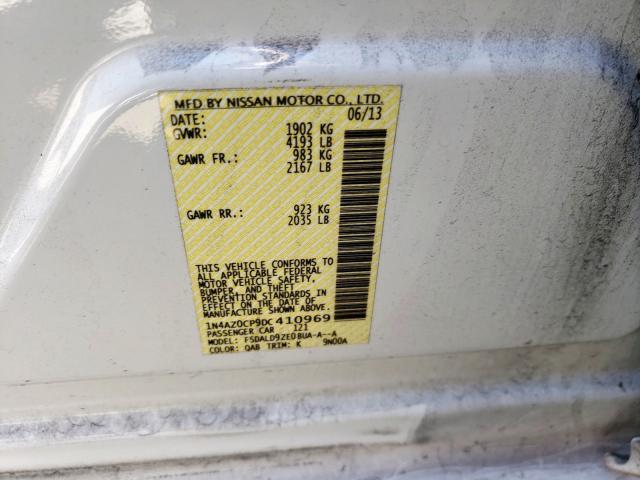 MFD BY NISSAN MOTOR CO., LTD.
DATE: 06/13
GVWR: 1902 KG
4193 LB
GAWR FR.: 983 KG
2167 LB
GAWR RR.: 923 KG
2035 LB
THIS VEHICLE CONFORMS TO
ALL APPLICABLE FEDERAL
MOTOR VEHICLE SAFETY,
BUMPER, AND THEFT
PREVENTION STANDARDS IN
EFFECT ON THE DATE OF
MANUFACTURE SHOWN ABOVE.
1N4AZ0CP9DC410969
PASSENGER CAR 121
MODEL: FSDALD9ZE0BUA-A--A
COLOR: QAB TRIM: K 9N00A